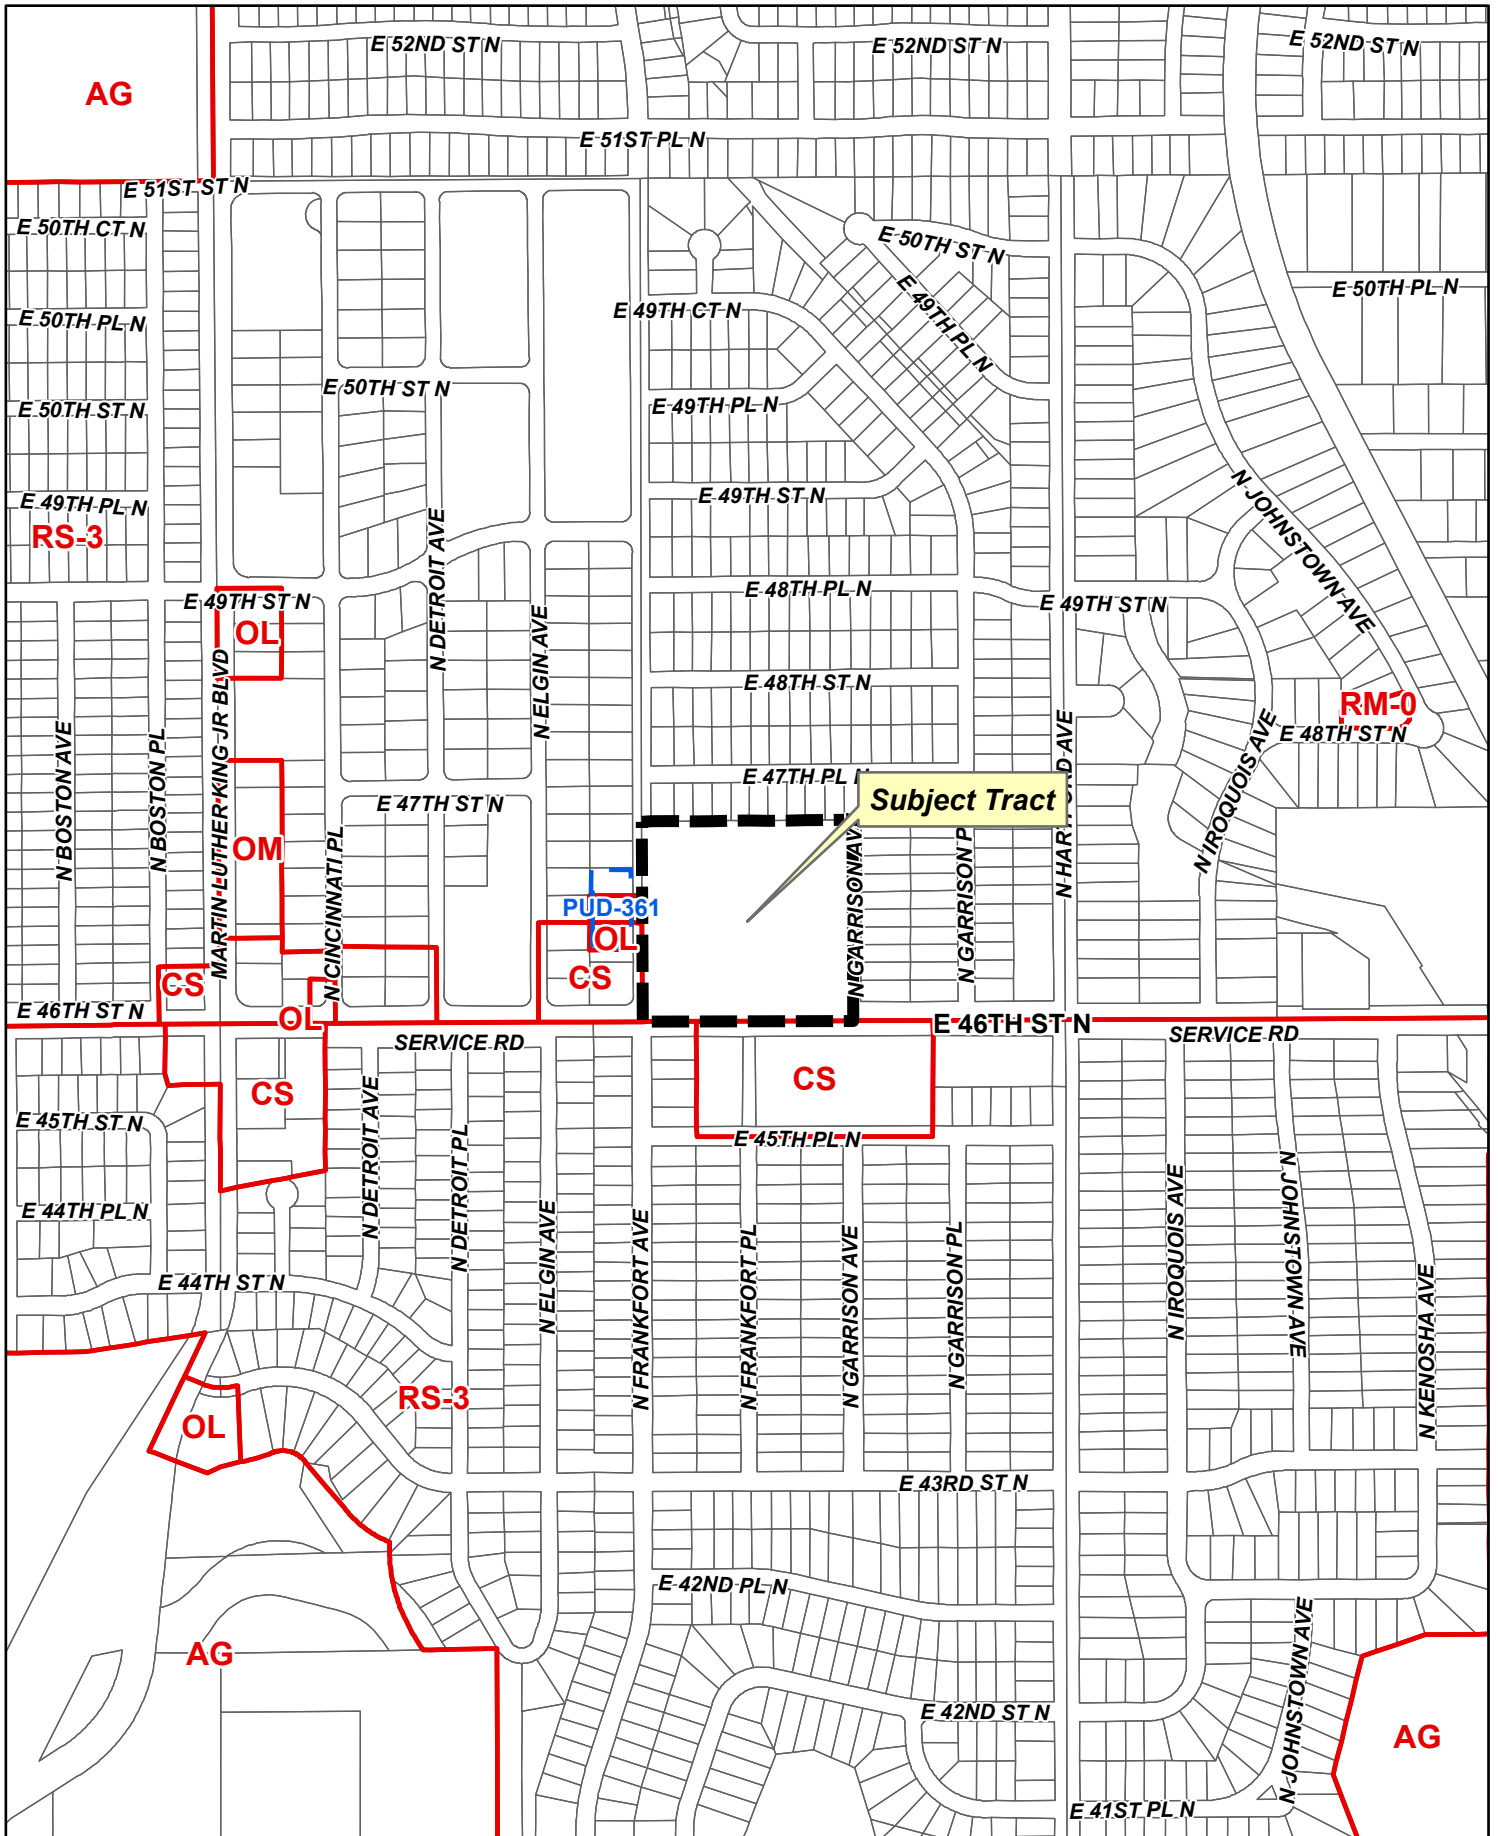 E 52ND ST N
E 52ND ST N
E 52ND ST N
AG
E 51ST PL N
E 51ST ST N
E 50TH CT N
E 50TH ST N
E 50TH PL N
E 49TH CT N
E 49TH PL N
E 50TH PL N
E 50TH ST N
E 49TH PL N
E 50TH ST N
E 49TH ST N
E 49TH PL N
RS-3
N JOHNSTOWN AVE
N DETROIT AVE
E 48TH PL N
E 49TH ST N
E 49TH ST N
OL
N ELGIN AVE
E 48TH ST N
RM-0
E 48TH ST N
N BOSTON AVE
N BOSTON PL
MARTIN LUTHER KING JR BLVD
E 47TH PL N
Subject Tract
E 47TH ST N
N IROQUOIS AVE
OM
N CINCINNATI PL
PUD-361
OL
CS
N GARRISON AV
N GARRISON P
CS
E 46TH ST N
OL
E 46TH ST N
SERVICE RD
SERVICE RD
CS
CS
N DETROIT AVE
E 45TH ST N
E 45TH PL N
N DETROIT PL
E 44TH PL N
N ELGIN AVE
N FRANKFORT AVE
N FRANKFORT PL
N GARRISON AVE
N GARRISON PL
N IROQUOIS AVE
N JOHNSTOWN AVE
N KENOSHA AVE
E 44TH ST N
RS-3
OL
E 43RD ST N
E 42ND PL N
AG
N JOHNSTOWN AVE
E 42ND ST N
AG
E 41ST PL N